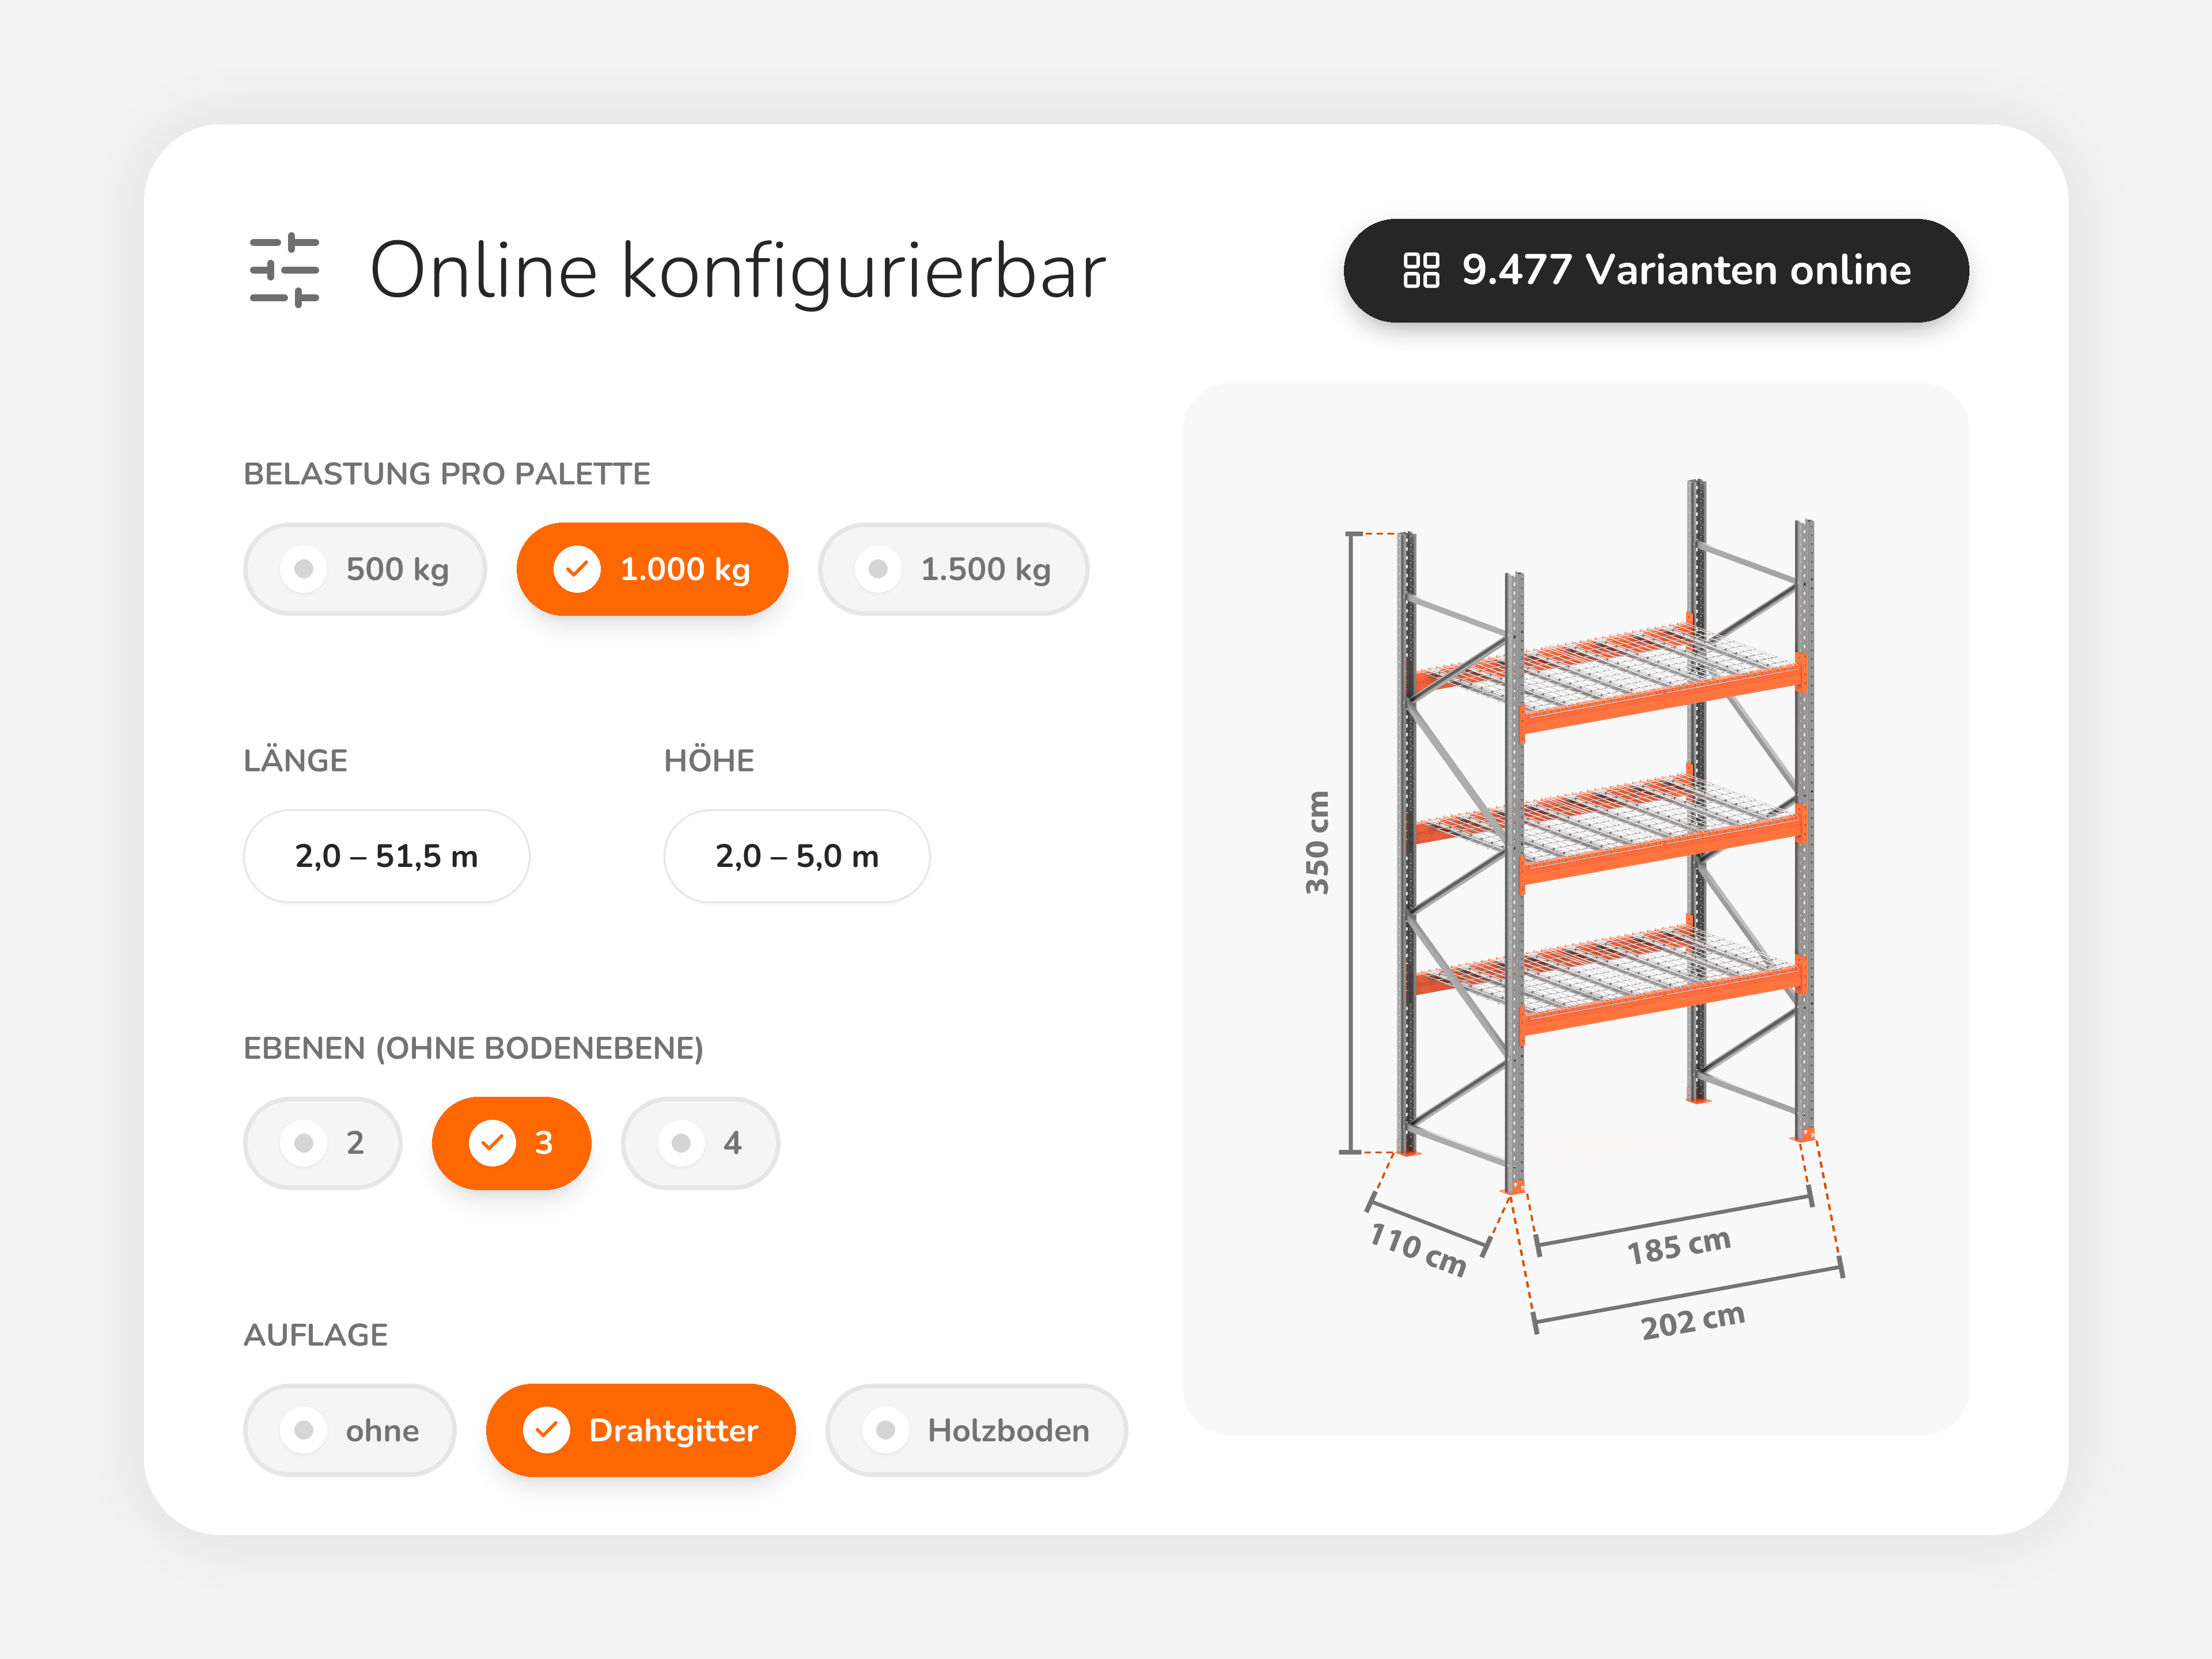 Online konfigurierbar
9.477 Varianten online
BELASTUNG PRO PALETTE
500 kg
1.000 kg
1.500 kg
LÄNGE
HÖHE
2,0 – 51,5 m
2,0 – 5,0 m
EBENEN (OHNE BODENEBENE)
2
3
4
AUFLAGE
ohne
Drahtgitter
Holzboden
350 cm
110 cm
185 cm
202 cm